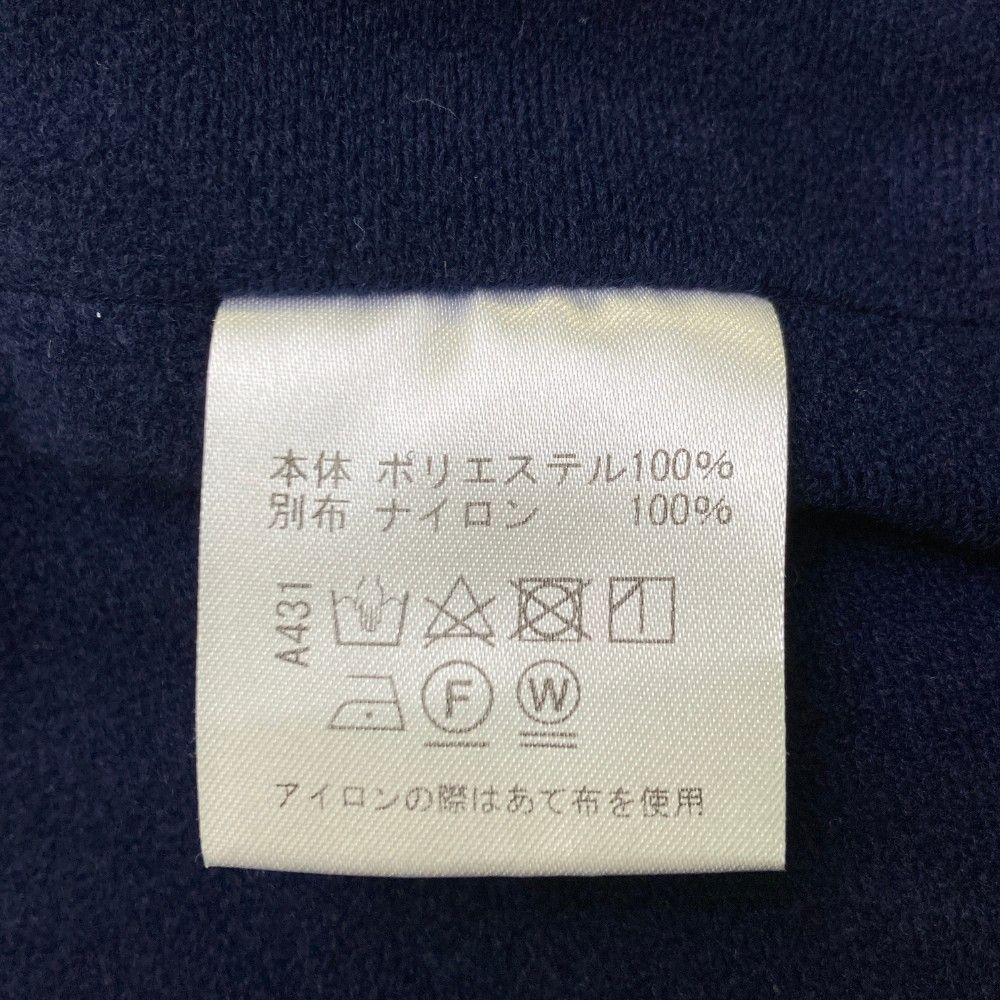 本体 ポリエステル100%
別布 ナイロン 100%
A431
F W
アイロンの際はあて布を使用